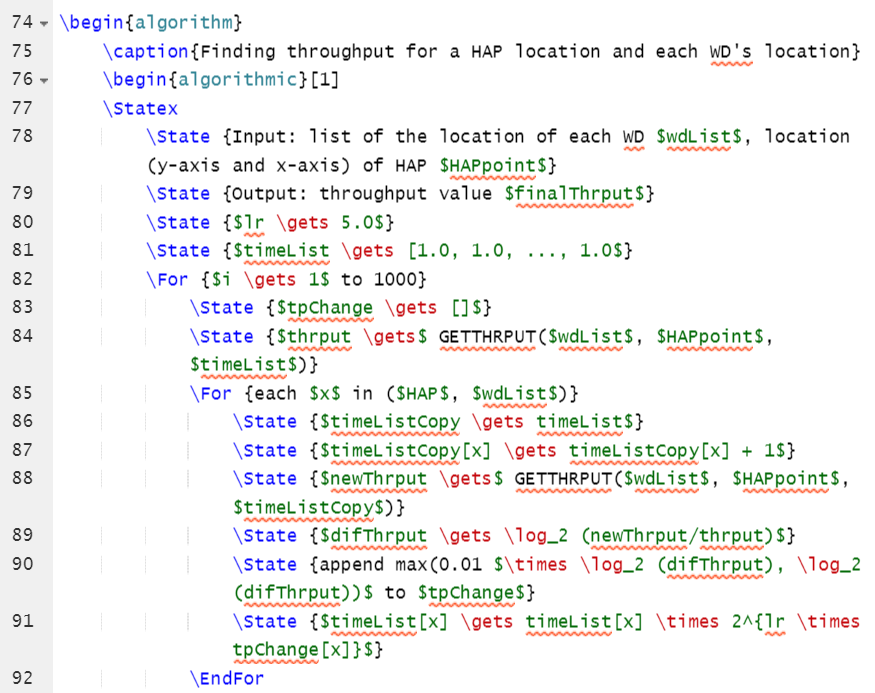 74 \begin{algorithm}
75 \caption{Finding throughput for a HAP location and each WD's location}
76 \begin{algorithmic}[1]
77 \Statex
78 \State {Input: list of the location of each WD $wdList$, location
(y-axis and x-axis) of HAP $HAPpoint$}
79 \State {Output: throughput value $finalThrput$}
80 \State {$lr \gets 5.0$}
81 \State {$timeList \gets [1.0, 1.0, ..., 1.0$}
82 \For {$i \gets 1$ to 1000}
83 \State {$tpChange \gets []$}
84 \State {$thrput \gets$ GETTHRPUT($wdList$, $HAPpoint$,
$timeList$)}
85 \For {each $x$ in ($HAP$, $wdList$)}
86 \State {$timeListCopy \gets timeList$}
87 \State {$timeListCopy[x] \gets timeListCopy[x] + 1$}
88 \State {$newThrput \gets$ GETTHRPUT($wdList$, $HAPpoint$,
$timeListCopy$)}
89 \State {$difThrput \gets \log_2 (newThrput/thrput)$}
90 \State {append max(0.01 $\times \log_2 (difThrput), \log_2
(difThrput))$ to $tpChange$}
91 \State {$timeList[x] \gets timeList[x] \times 2^{lr \times
tpChange[x]}$}
92 \EndFor